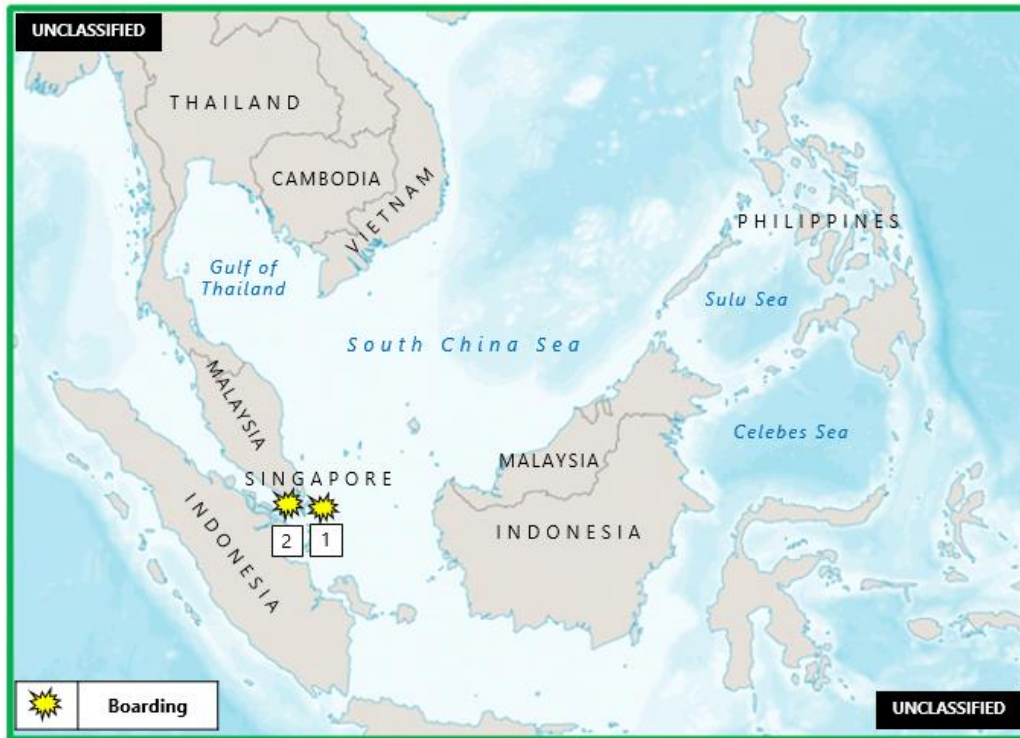 UNCLASSIFIED
THAILAND
CAMBODIA
VIETNAM
PHILIPPINES
Gulf of
Thailand
Sulu Sea
South China Sea
MALAYSIA
Celebes Sea
MALAYSIA
SINGAPORE
INDONESIA
INDONESIA
2
1
Boarding
UNCLASSIFIED